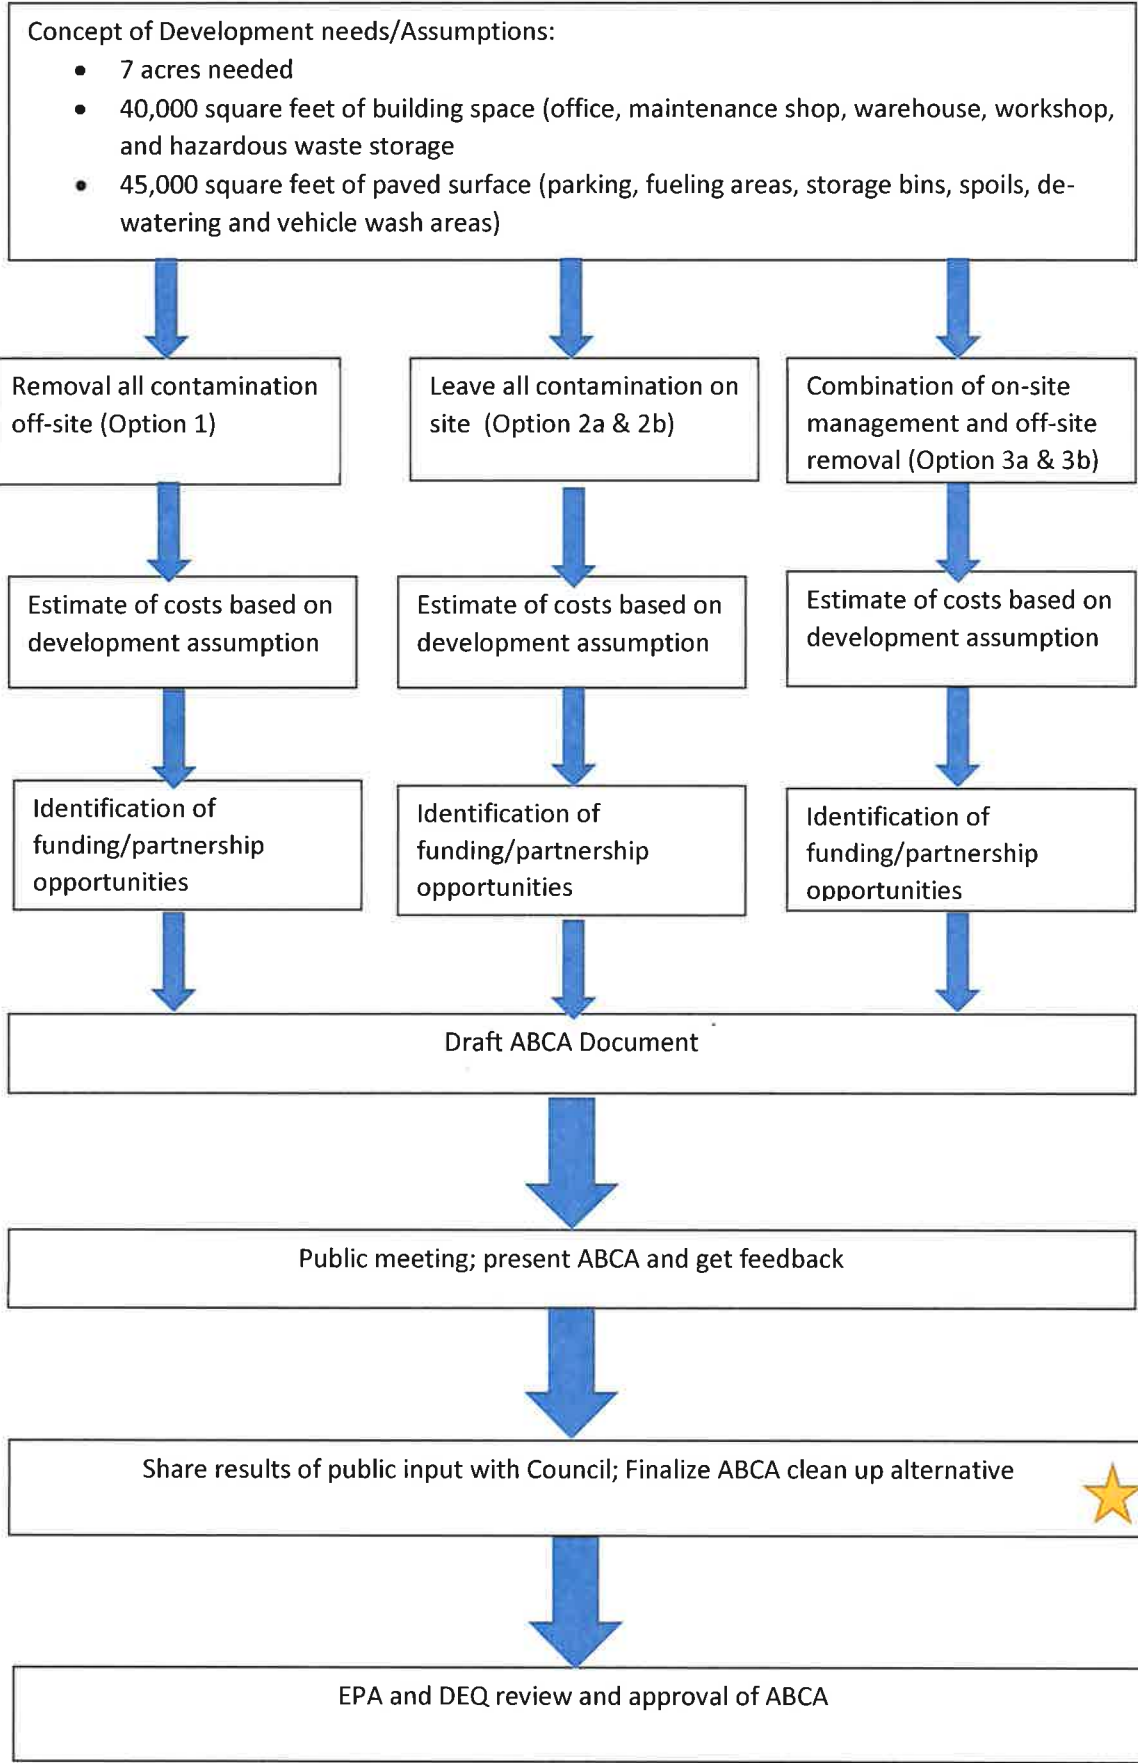 Concept of Development needs/Assumptions:
• 7 acres needed
• 40,000 square feet of building space (office, maintenance shop, warehouse, workshop,
and hazardous waste storage
• 45,000 square feet of paved surface (parking, fueling areas, storage bins, spoils, de-
watering and vehicle wash areas)
Removal all contamination
off-site (Option 1)
Leave all contamination on
site (Option 2a & 2b)
Combination of on-site
management and off-site
removal (Option 3a & 3b)
Estimate of costs based on
development assumption
Estimate of costs based on
development assumption
Estimate of costs based on
development assumption
Identification of
funding/partnership
opportunities
Identification of
funding/partnership
opportunities
Identification of
funding/partnership
opportunities
Draft ABCA Document
Public meeting; present ABCA and get feedback
Share results of public input with Council; Finalize ABCA clean up alternative
EPA and DEQ review and approval of ABCA